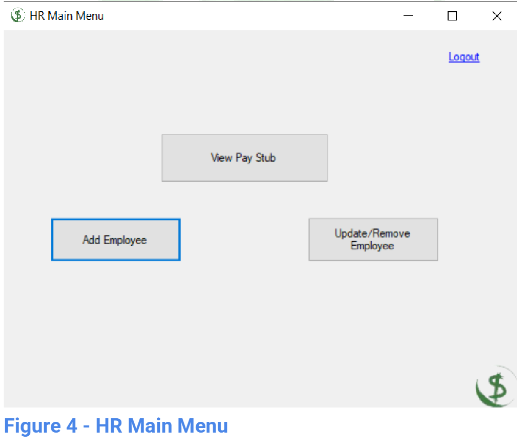 HR Main Menu
Logout
View Pay Stub
Add Employee
Update/Remove
Employee
Figure 4 - HR Main Menu